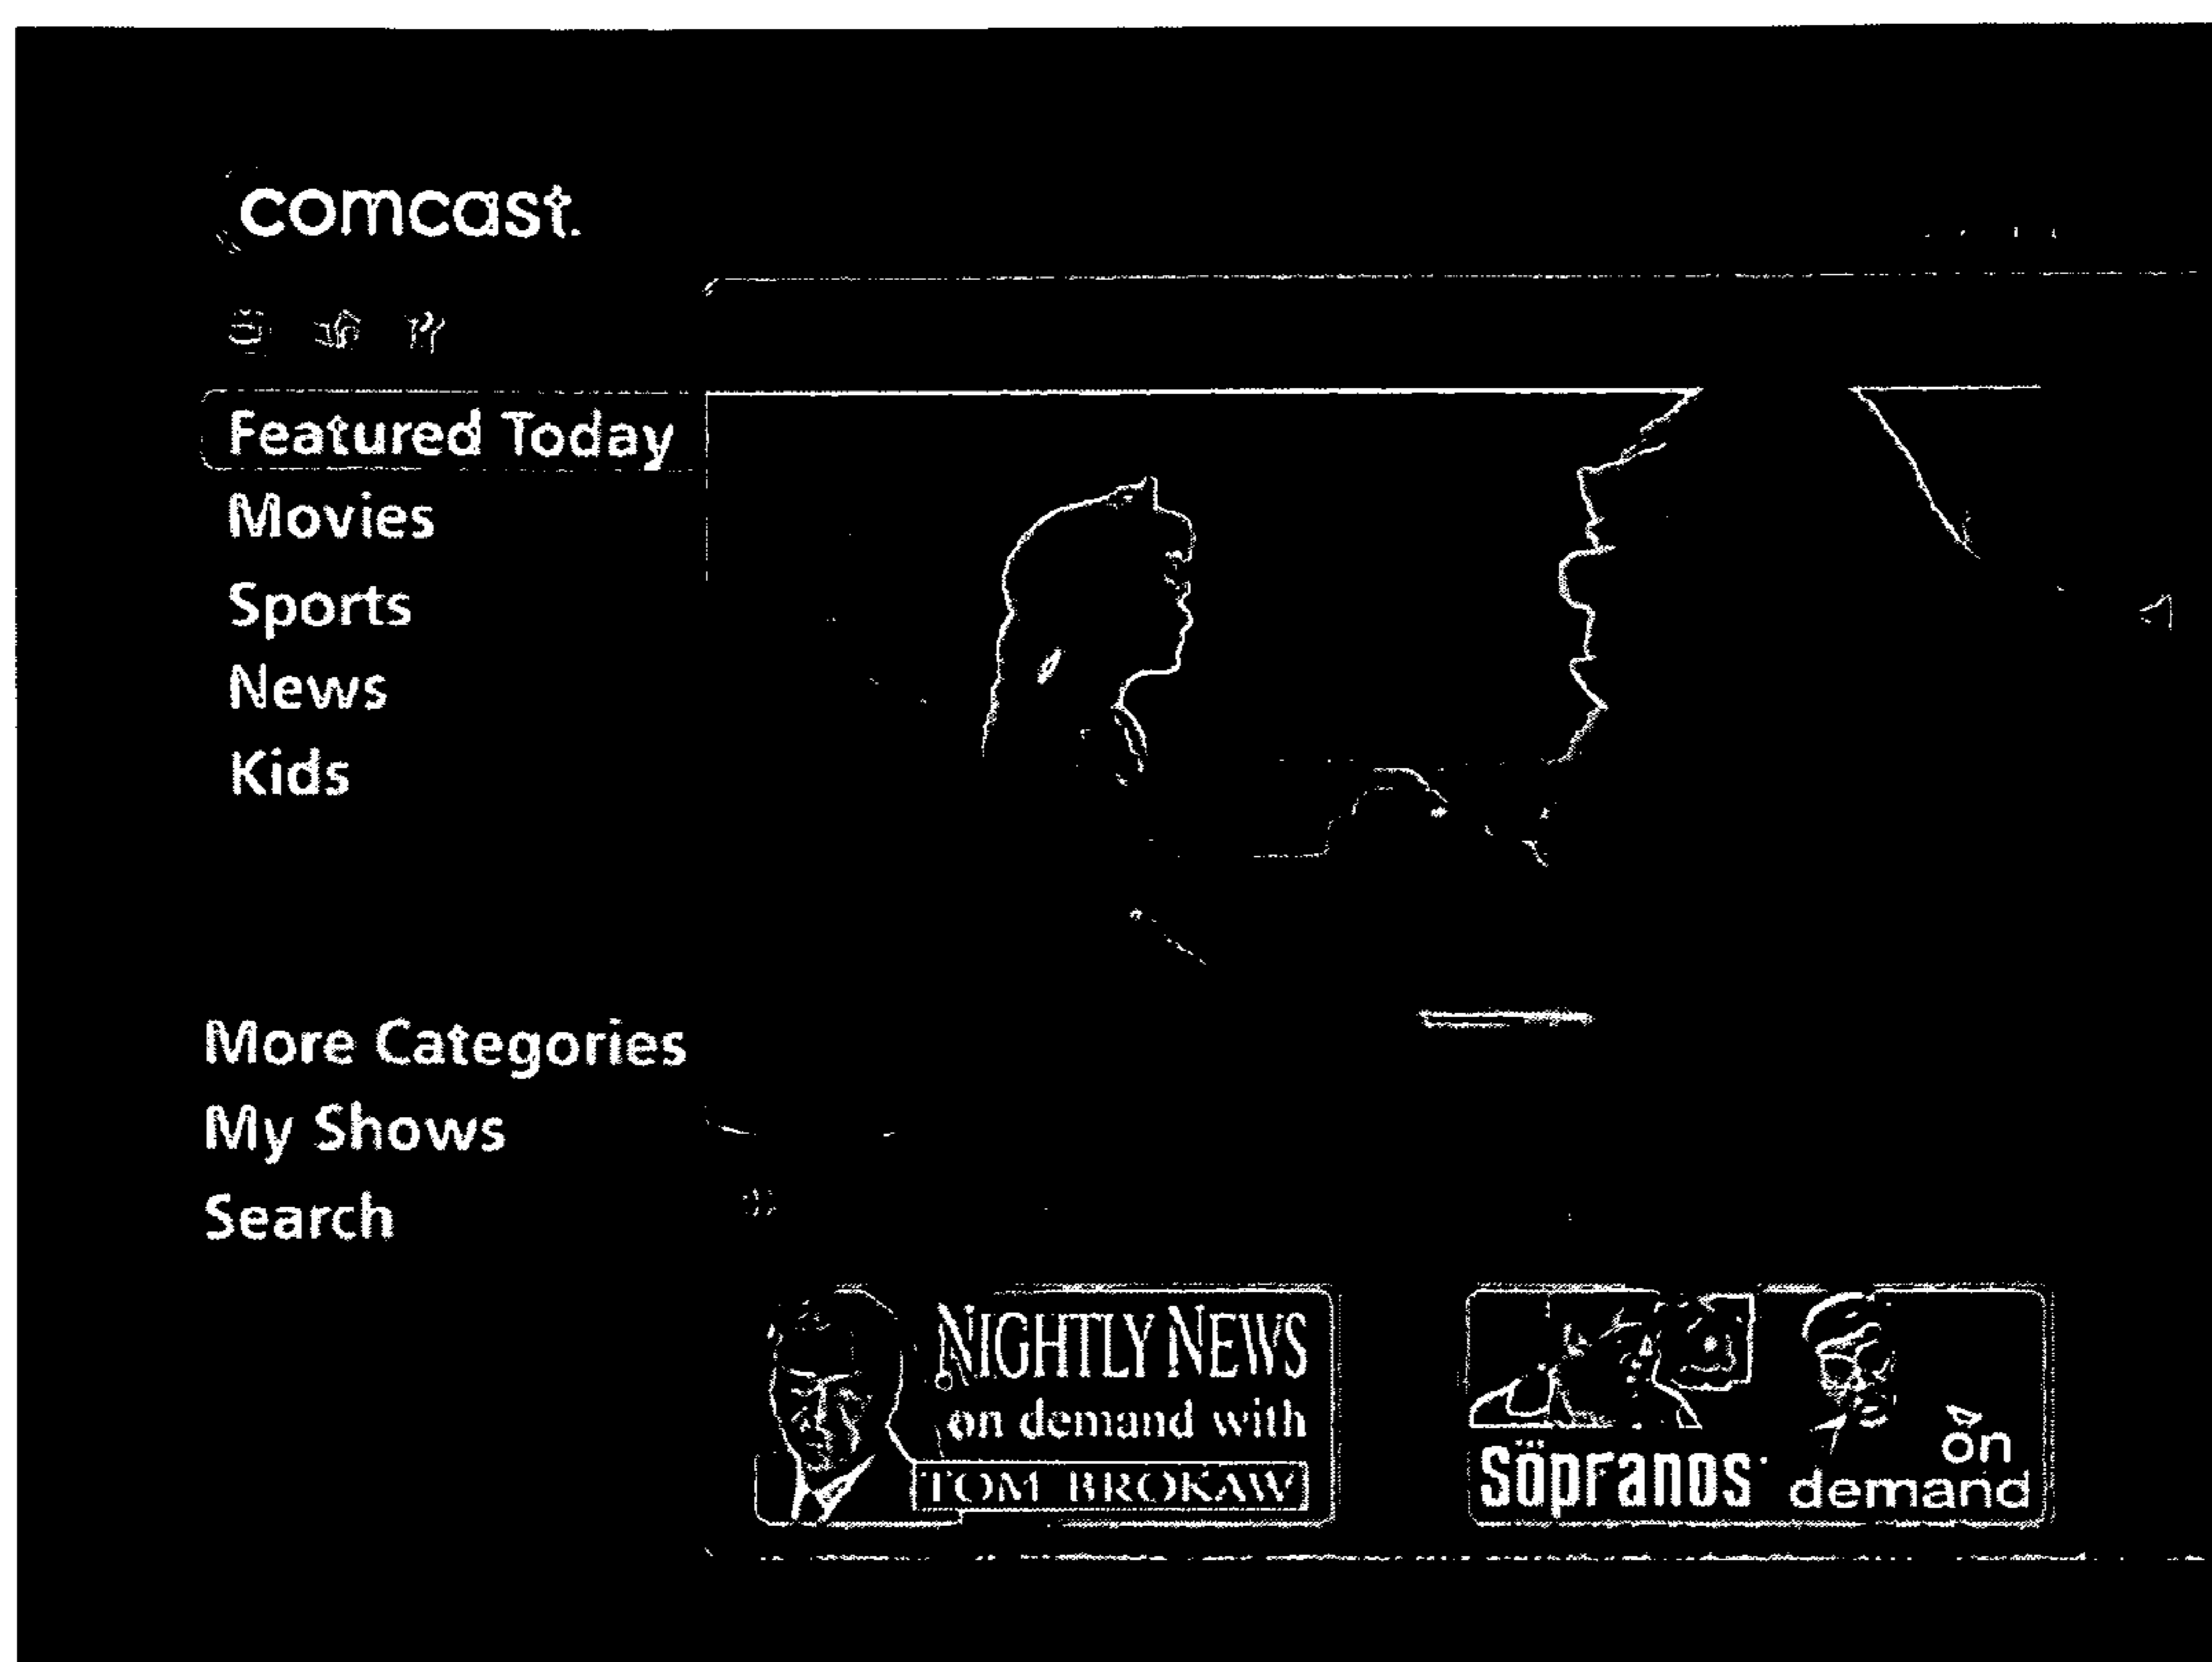 comcast.
Featured Today
Movies
Sports
News
Kids
More Categories
My Shows
Search
NIGHTLY NEWS
on demand with
TOM BROKAW
Söpranos
on
demand